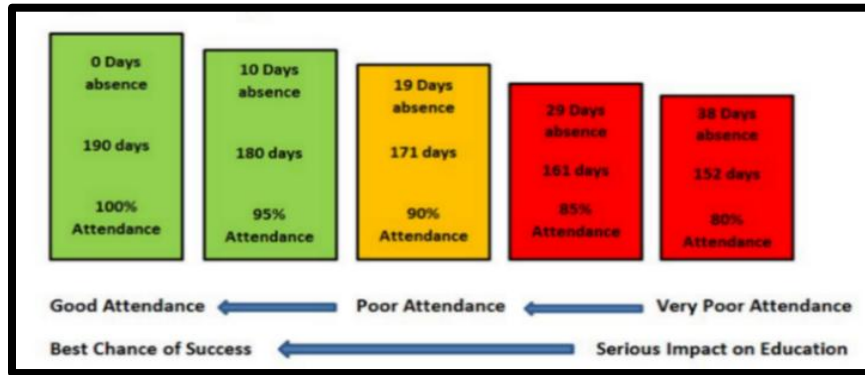 0 Days
absence
190 days
100%
Attendance
10 Days
absence
180 days
95%
Attendance
19 Days
absence
171 days
90%
Attendance
29 Days
absence
161 days
85%
Attendance
38 Days
absence
152 days
80%
Attendance
Good Attendance Poor Attendance Very Poor Attendance
Best Chance of Success Serious Impact on Education